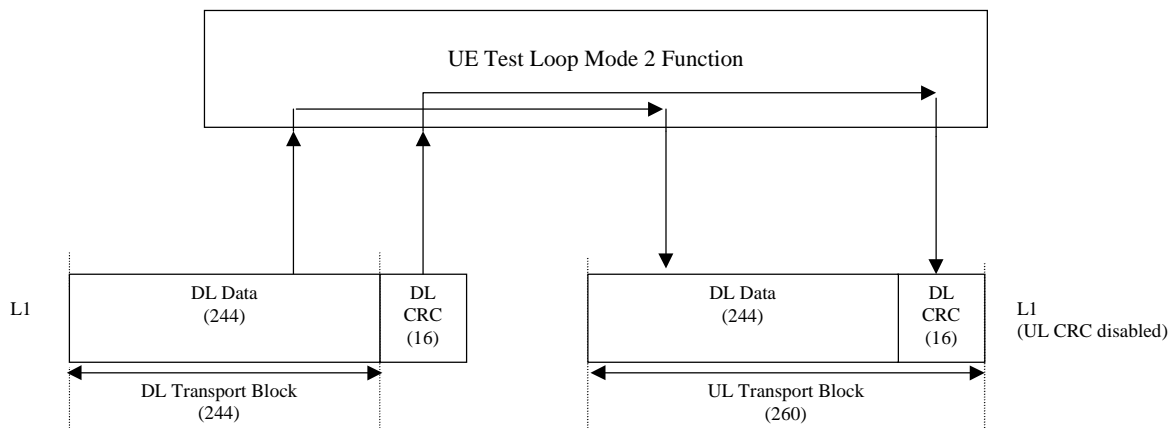 UE Test Loop Mode 2 Function
L1
DL Data
(244)
DL
CRC
(16)
DL Data
(244)
DL
CRC
(16)
L1
(UL CRC disabled)
DL Transport Block
(244)
UL Transport Block
(260)